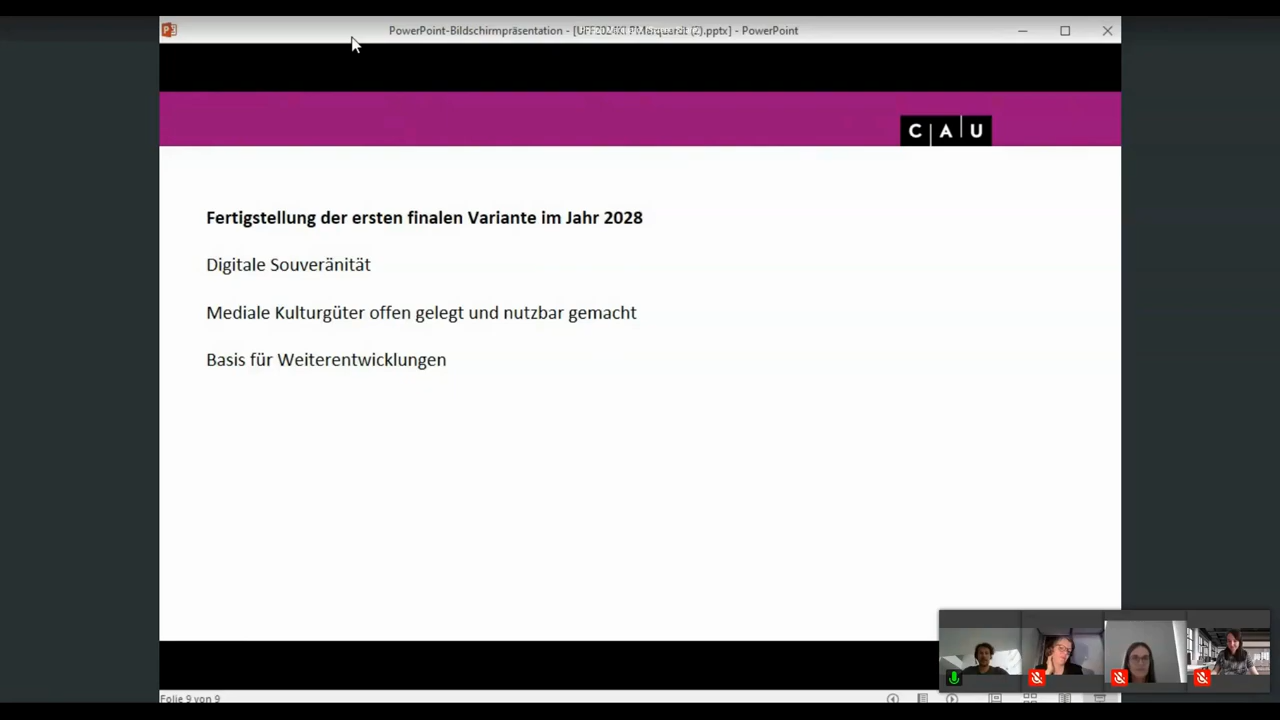 PowerPoint-Bildschirmpräsentation - [UFF2024KI PMarquardt (2).pptx] - PowerPoint
C A U
Fertigstellung der ersten finalen Variante im Jahr 2028
Digitale Souveränität
Mediale Kulturgüter offen gelegt und nutzbar gemacht
Basis für Weiterentwicklungen
Folie 9 von 9